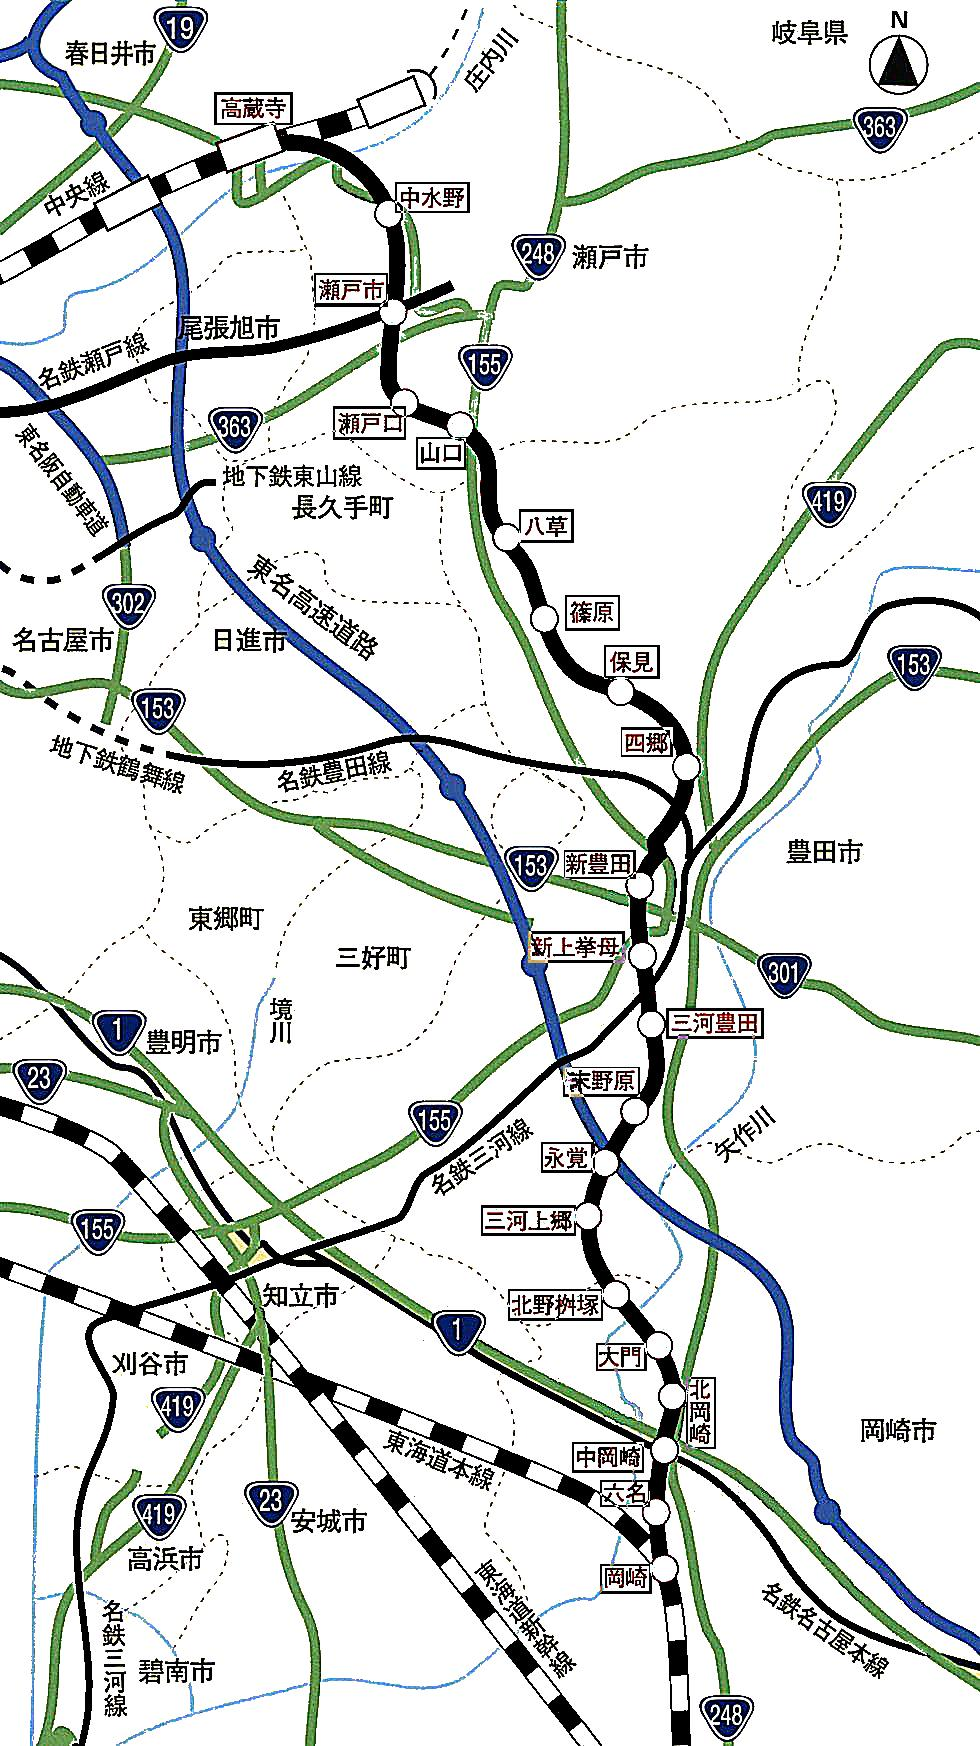 19
春日井市
庄内川
岐阜県
N
363
高蔵寺
中央線
中水野
248
瀬戸市
瀬戸市
尾張旭市
名鉄瀬戸線
155
363
瀬戸口
山口
東名阪自動車道
地下鉄東山線
長久手町
419
八草
302
東名高速道路
篠原
名古屋市
日進市
保見
153
153
四郷
地下鉄鶴舞線
名鉄豊田線
153
新豊田
豊田市
東郷町
三好町
新上挙母
301
境川
三河豊田
1
豊明市
23
末野原
155
名鉄三河線
矢作川
永覚
155
三河上郷
知立市
北野桝塚
1
大門
刈谷市
419
北岡崎
岡崎市
東海道本線
中岡崎
六名
419
23
安城市
高浜市
岡崎
東海道新幹線
名鉄名古屋本線
名鉄三河線
碧南市
248